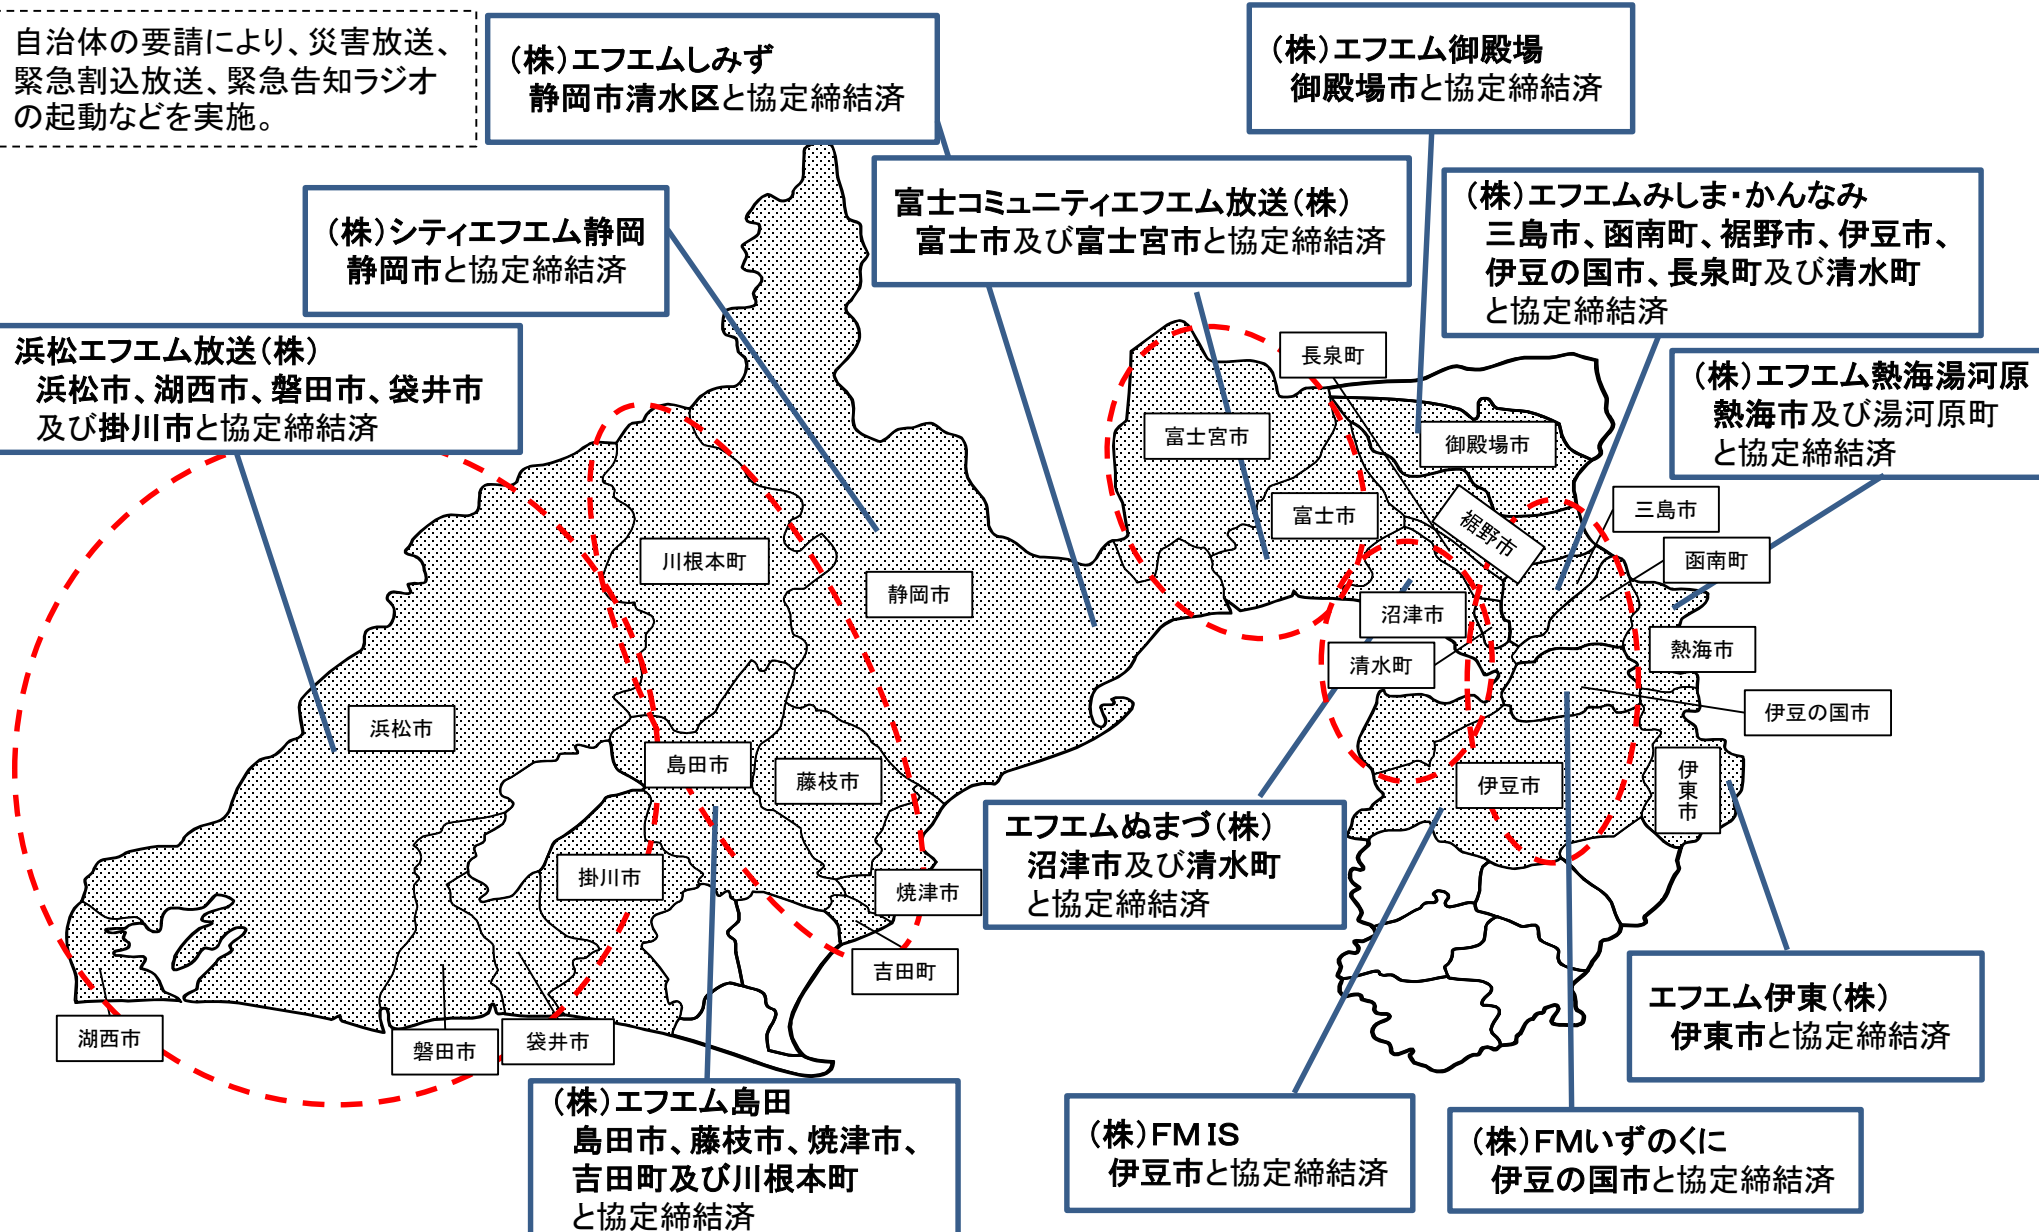 自治体の要請により、災害放送、
緊急割込放送、緊急告知ラジオ
の起動などを実施。
(株)エフエムしみず
静岡市清水区と協定締結済
(株)エフエム御殿場
御殿場市と協定締結済
(株)シティエフエム静岡
静岡市と協定締結済
富士コミュニティエフエム放送(株)
富士市及び富士宮市と協定締結済
(株)エフエムみしま・かんなみ
三島市、函南町、裾野市、伊豆市、
伊豆の国市、長泉町及び清水町
と協定締結済
浜松エフエム放送(株)
浜松市、湖西市、磐田市、袋井市
及び掛川市と協定締結済
(株)エフエム熱海湯河原
熱海市及び湯河原町
と協定締結済
長泉町
富士宮市
御殿場市
富士市
裾野市
三島市
函南町
川根本町
静岡市
沼津市
清水町
熱海市
伊豆の国市
浜松市
島田市
藤枝市
伊豆市
伊
東
市
掛川市
焼津市
吉田町
湖西市
磐田市
袋井市
エフエムぬまづ(株)
沼津市及び清水町
と協定締結済
エフエム伊東(株)
伊東市と協定締結済
(株)エフエム島田
島田市、藤枝市、焼津市、
吉田町及び川根本町
と協定締結済
(株)FM IS
伊豆市と協定締結済
(株)FMいずのくに
伊豆の国市と協定締結済